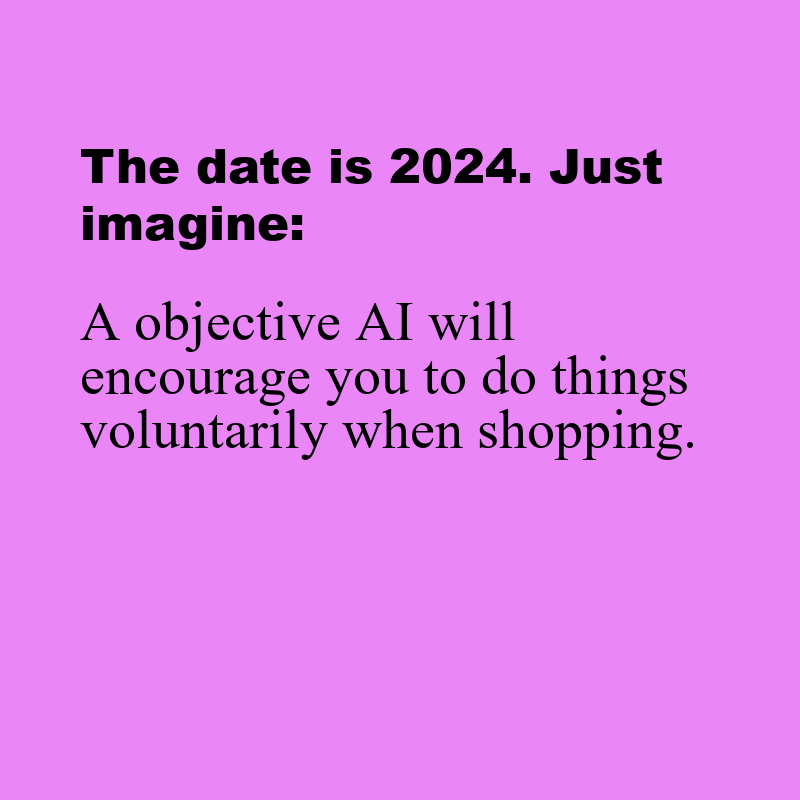 The date is 2024. Just
imagine:
A objective AI will
encourage you to do things
voluntarily when shopping.